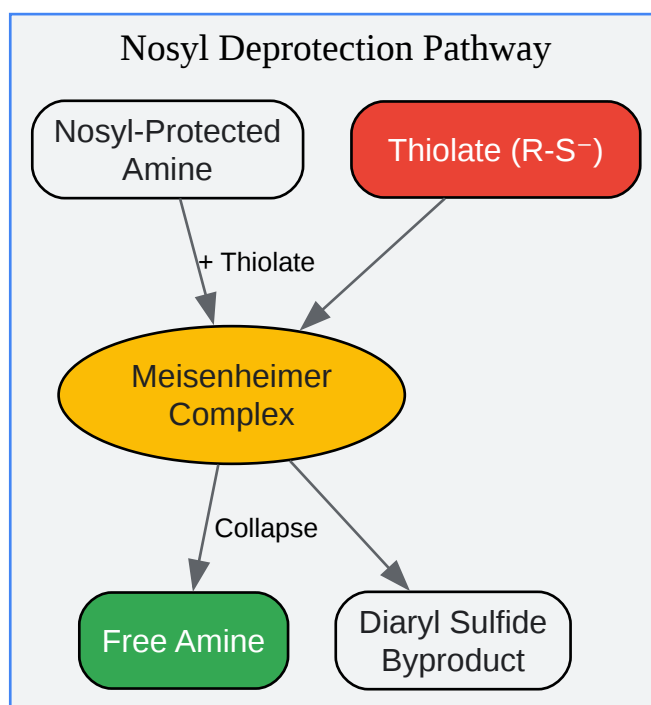 Nosyl Deprotection Pathway
Nosyl-Protected
Amine
Thiolate (R-S⁻)
+ Thiolate
Meisenheimer
Complex
Collapse
Free Amine
Diaryl Sulfide
Byproduct